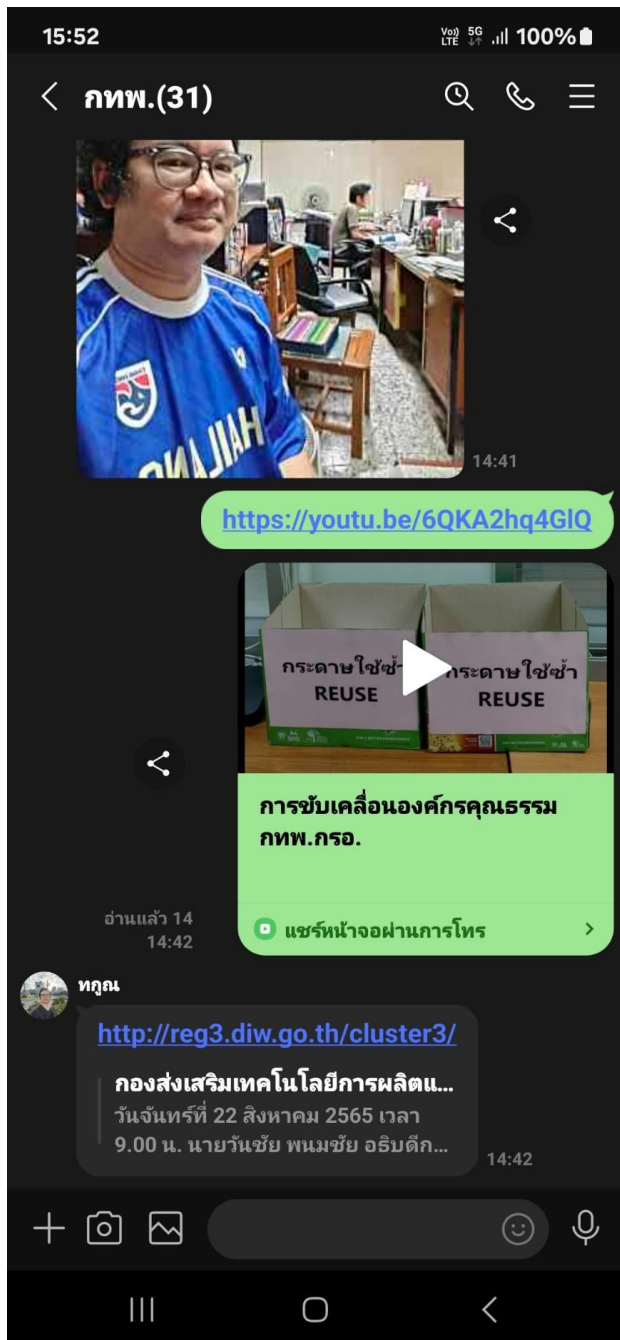 15:52
Vo)) LTE 5G 100%
กทพ.(31)
HAILAND
14:41
https://youtu.be/6QKA2hq4GlQ
กระดาษใช้ซ้ำ
REUSE
กระดาษใช้ซ้ำ
REUSE
การขับเคลื่อนองค์กรคุณธรรม
กทพ.กรอ.
อ่านแล้ว 14
14:42
แชร์หน้าจอผ่านการโทร
ทกูณ
http://reg3.diw.go.th/cluster3/
กองส่งเสริมเทคโนโลยีการผลิตแ...
วันจันทร์ที่ 22 สิงหาคม 2565 เวลา
9.00 น. นายวันชัย พนมชัย อธิบดีก...
14:42